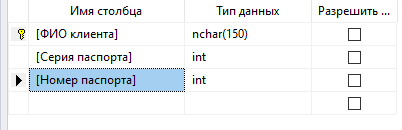 Имя столбца Тип данных Разрешить ...
[ФИО клиента] nchar(150)
[Серия паспорта] int
[Номер паспорта] int